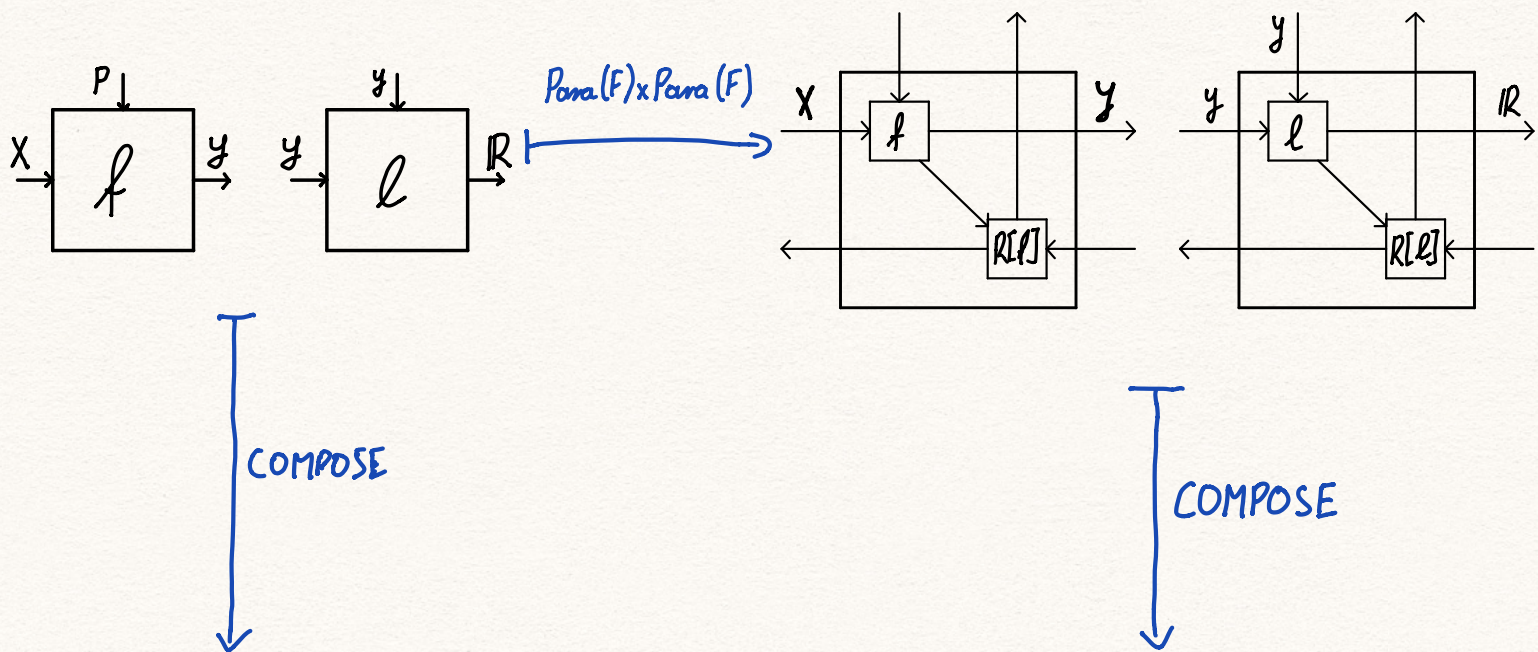 P
X f y
y
y ℓ ℝ
Para(F) x Para(F)
X f y
R[f]
y
y ℓ ℝ
R[ℓ]
COMPOSE
COMPOSE